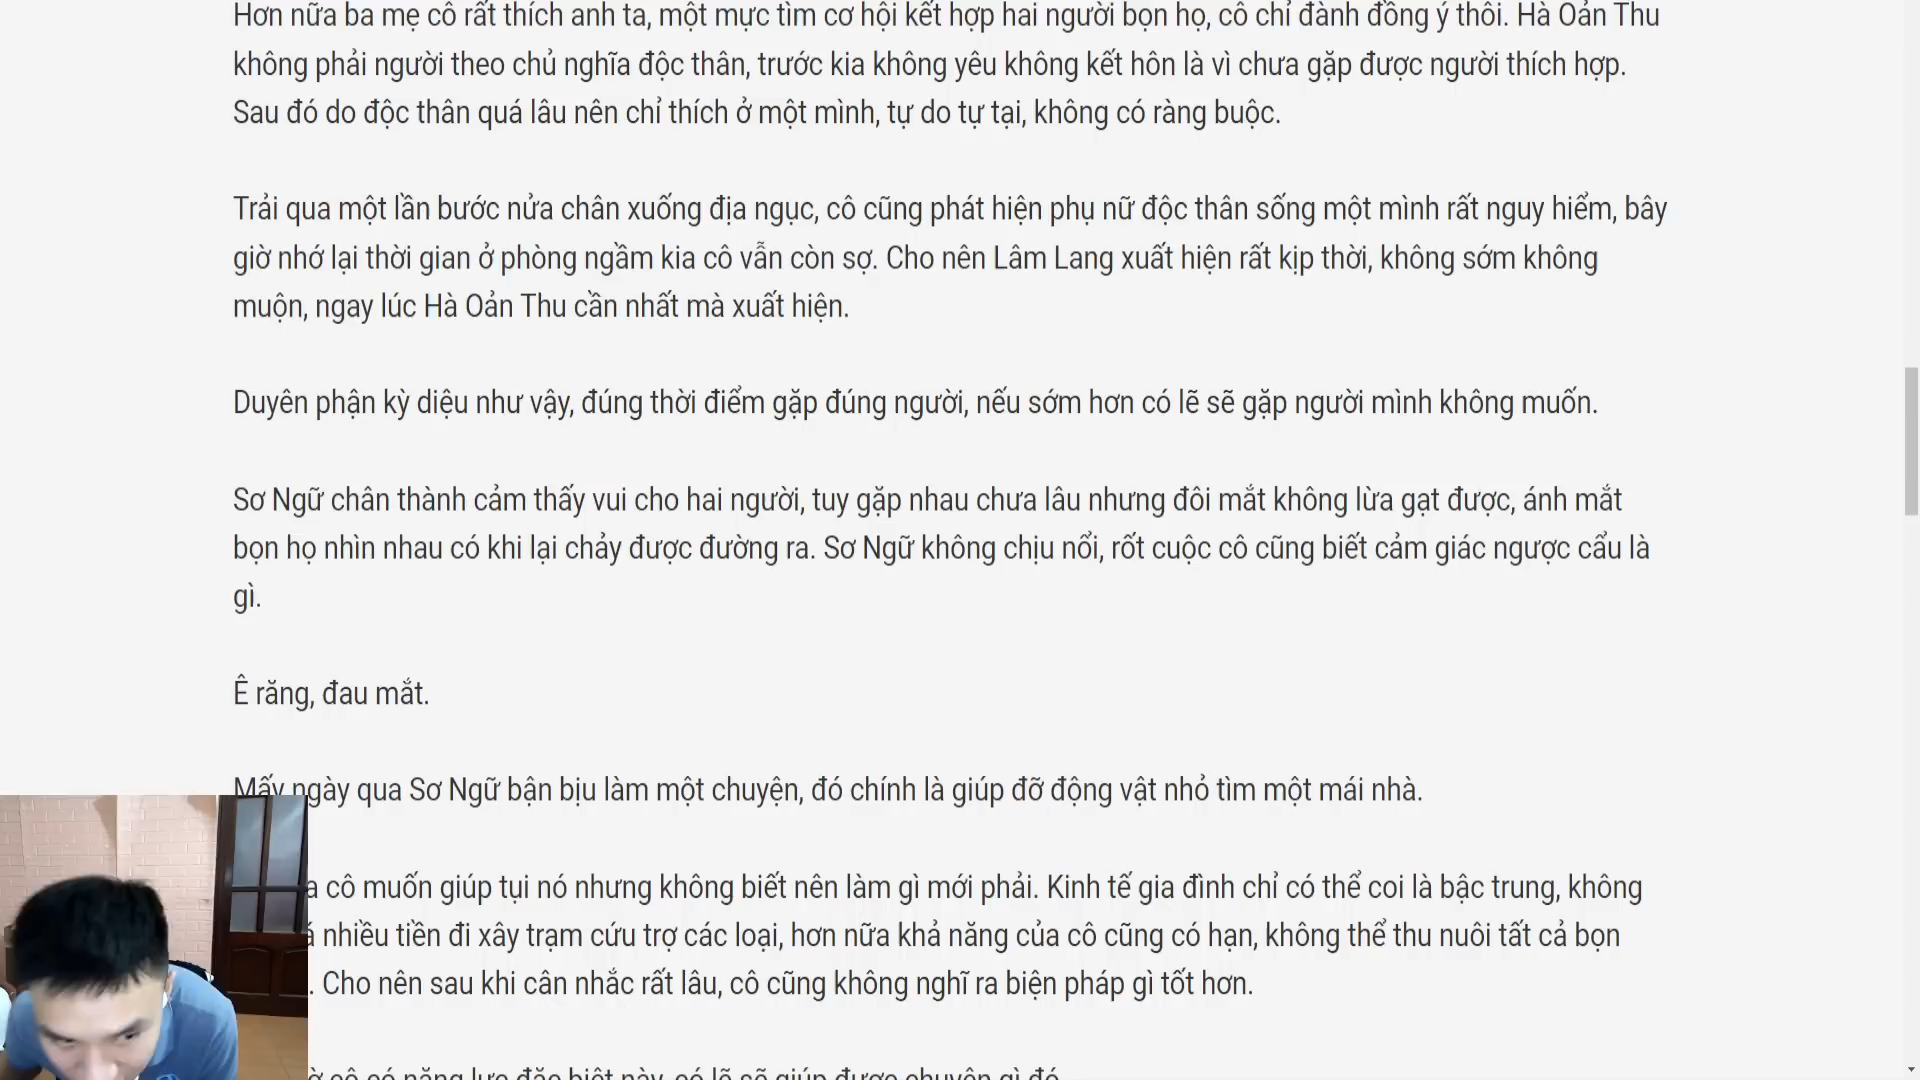 Hơn nữa ba mẹ cô rất thích anh ta, một mực tìm cơ hội kết hợp hai người bọn họ, cô chỉ đành đồng ý thôi. Hà Oản Thu
không phải người theo chủ nghĩa độc thân, trước kia không yêu không kết hôn là vì chưa gặp được người thích hợp.
Sau đó do độc thân quá lâu nên chỉ thích ở một mình, tự do tự tại, không có ràng buộc.
Trải qua một lần bước nửa chân xuống địa ngục, cô cũng phát hiện phụ nữ độc thân sống một mình rất nguy hiểm, bây
giờ nhớ lại thời gian ở phòng ngầm kia cô vẫn còn sợ. Cho nên Lâm Lang xuất hiện rất kịp thời, không sớm không
muộn, ngay lúc Hà Oản Thu cần nhất mà xuất hiện.
Duyên phận kỳ diệu như vậy, đúng thời điểm gặp đúng người, nếu sớm hơn có lẽ sẽ gặp người mình không muốn.
Sơ Ngữ chân thành cảm thấy vui cho hai người, tuy gặp nhau chưa lâu nhưng đôi mắt không lừa gạt được, ánh mắt
bọn họ nhìn nhau có khi lại chảy được đường ra. Sơ Ngữ không chịu nổi, rốt cuộc cô cũng biết cảm giác ngược cẩu là
gì.
Ê răng, đau mắt.
Mấy ngày qua Sơ Ngữ bận bịu làm một chuyện, đó chính là giúp đỡ động vật nhỏ tìm một mái nhà.
cô muốn giúp tụi nó nhưng không biết nên làm gì mới phải. Kinh tế gia đình chỉ có thể coi là bậc trung, không
nhiều tiền đi xây trạm cứu trợ các loại, hơn nữa khả năng của cô cũng có hạn, không thể thu nuôi tất cả bọn
. Cho nên sau khi cân nhắc rất lâu, cô cũng không nghĩ ra biện pháp gì tốt hơn.
cô có năng lực đặc biệt này, có lẽ sẽ giúp được chuyện gì đó.